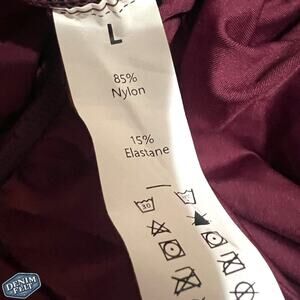 L
85%
Nylon
15%
Elastane
30
DENIM
FELT